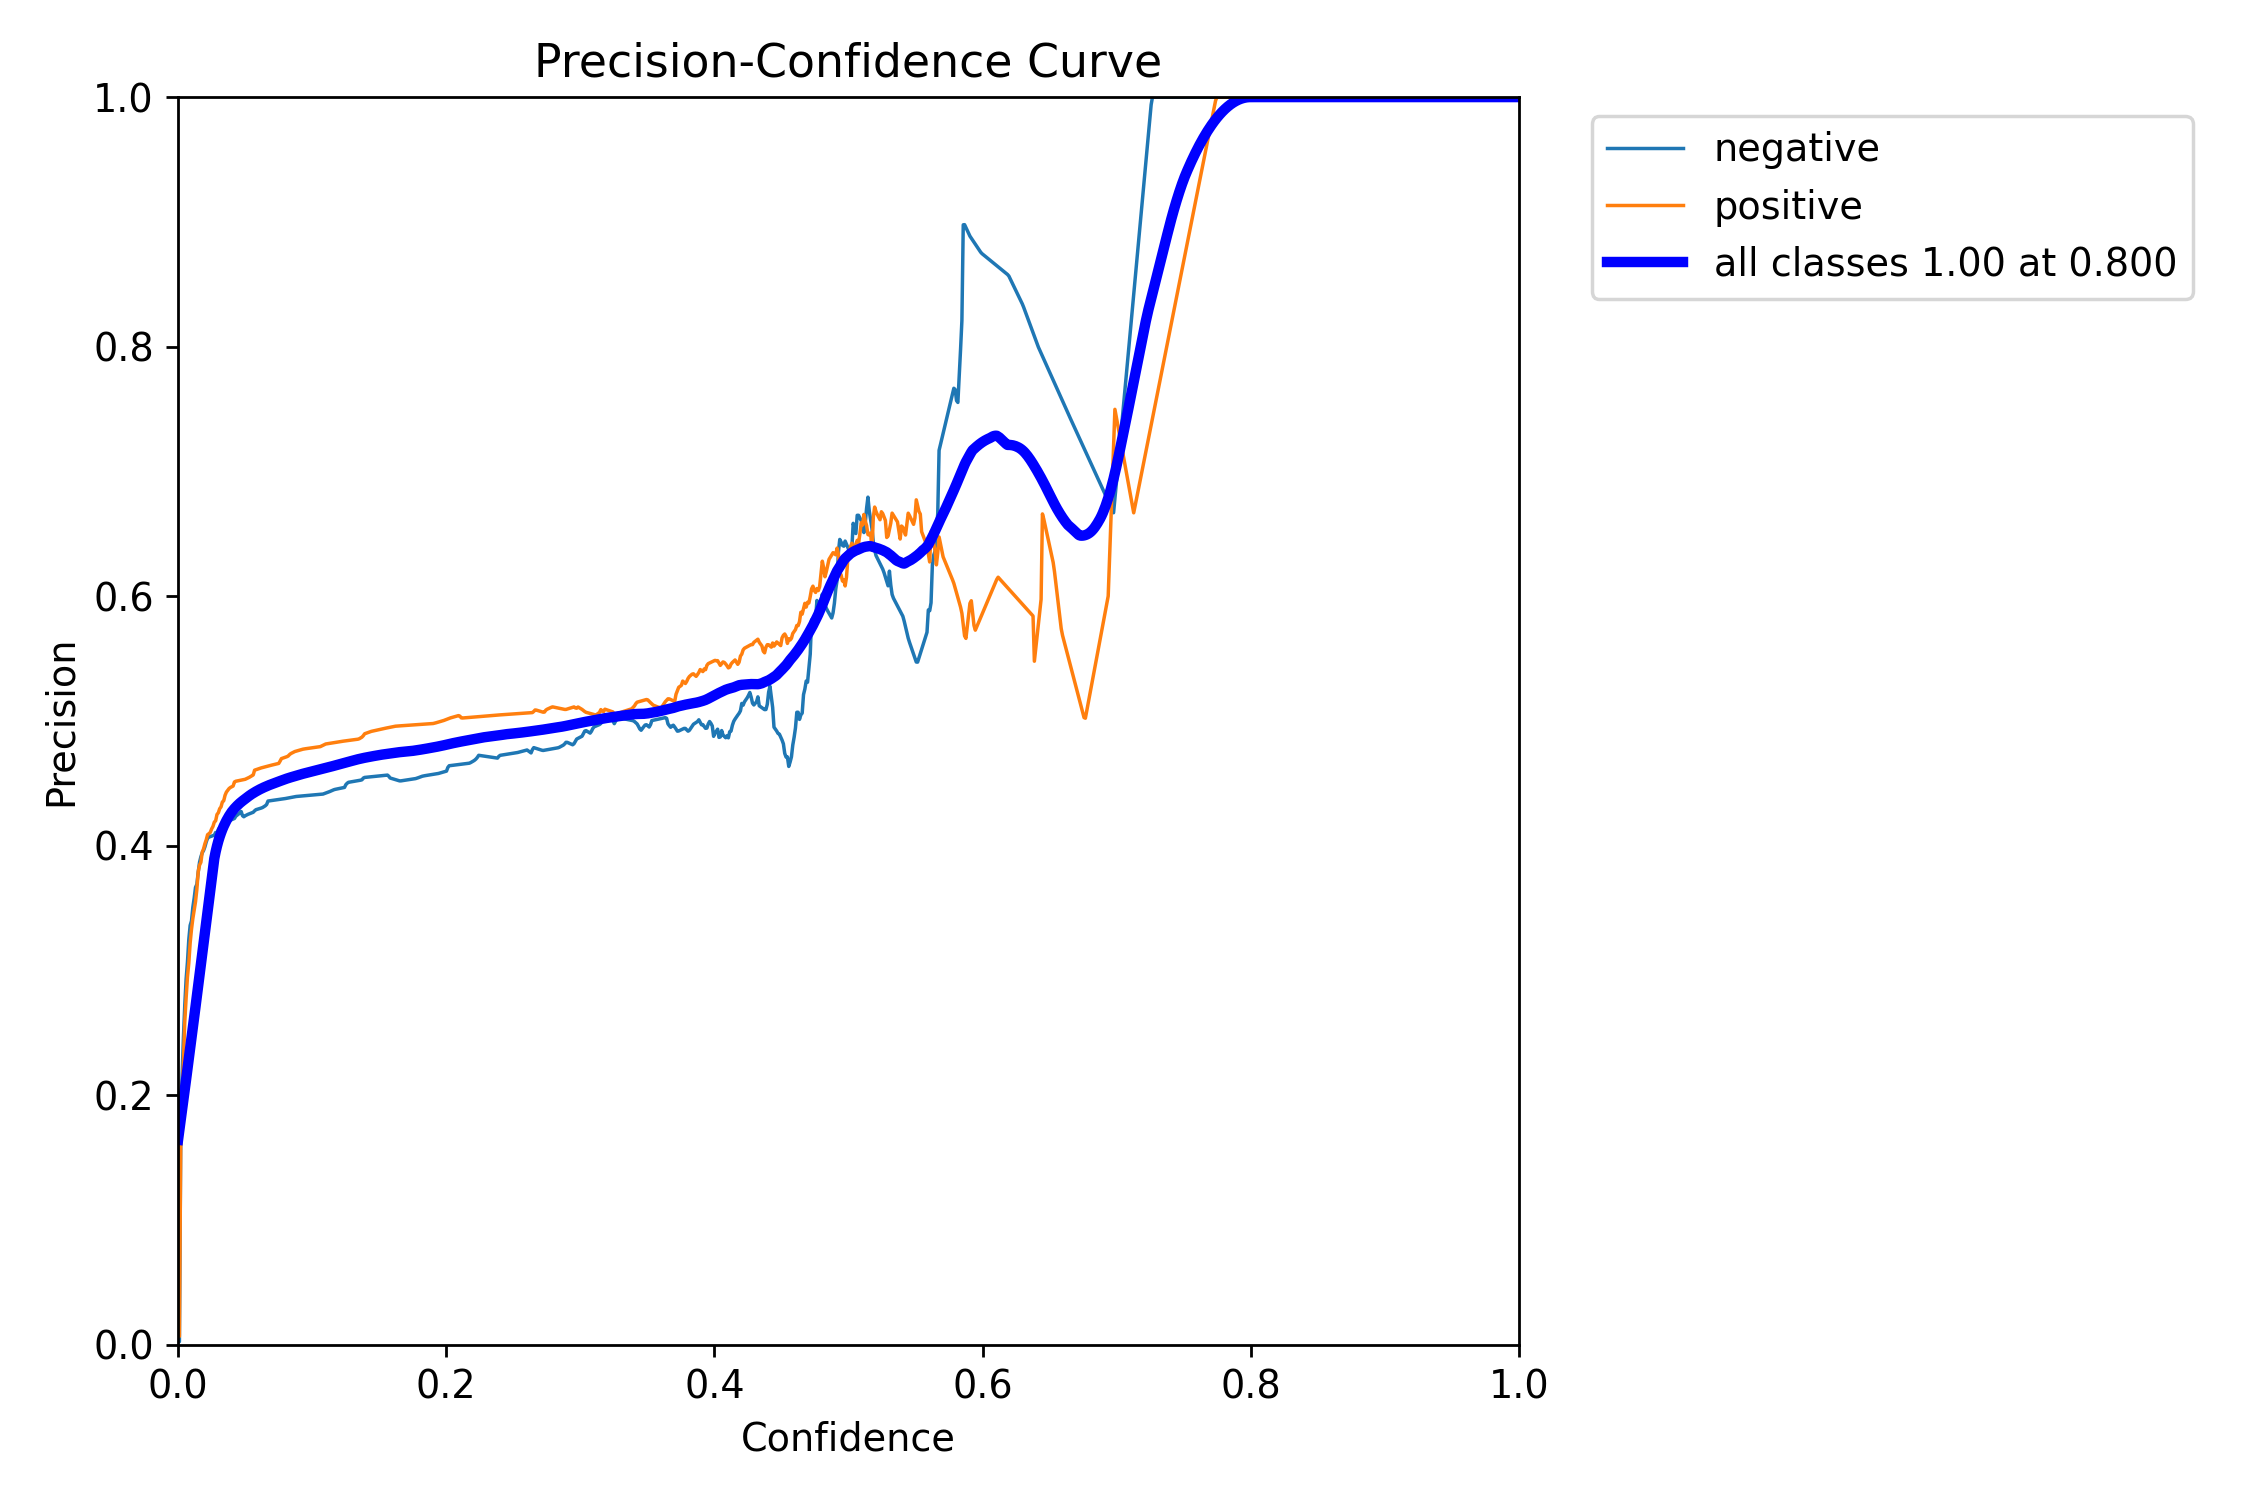 Precision-Confidence Curve
1.0
0.8
0.6
0.4
0.2
0.0
Precision
0.0 0.2 0.4 0.6 0.8 1.0
Confidence
negative
positive
all classes 1.00 at 0.800